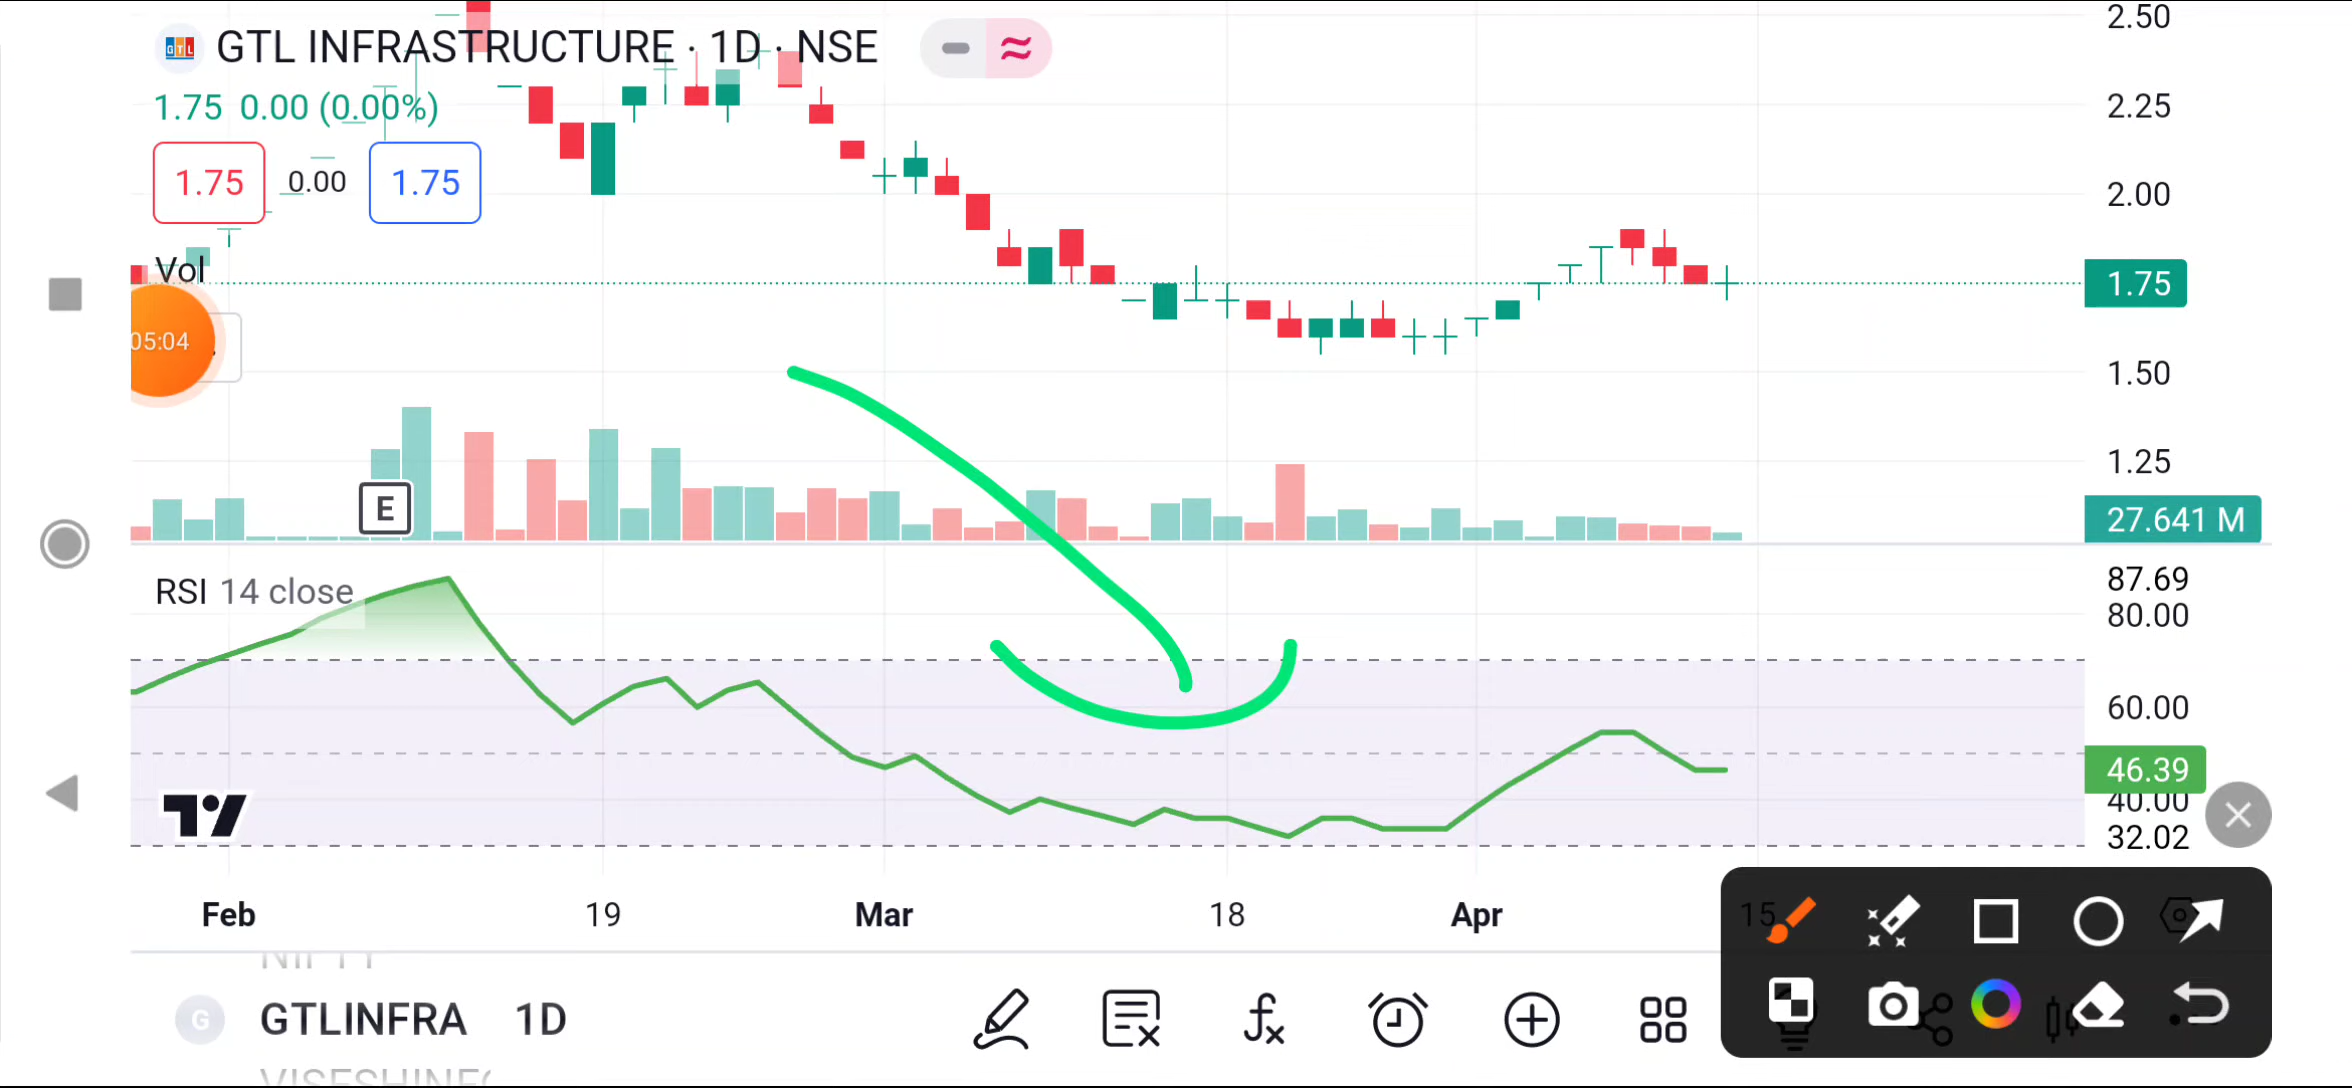 GTL INFRASTRUCTURE · 1D · NSE
1.75 0.00 (0.00%)
1.75 0.00 1.75
Vol
05:04
E
2.50
2.25
2.00
1.75
1.50
1.25
27.641 M
RSI 14 close
87.69
80.00
60.00
46.39
40.00
32.02
Feb 19 Mar 18 Apr 15
NIFTY
G GTLINFRA 1D